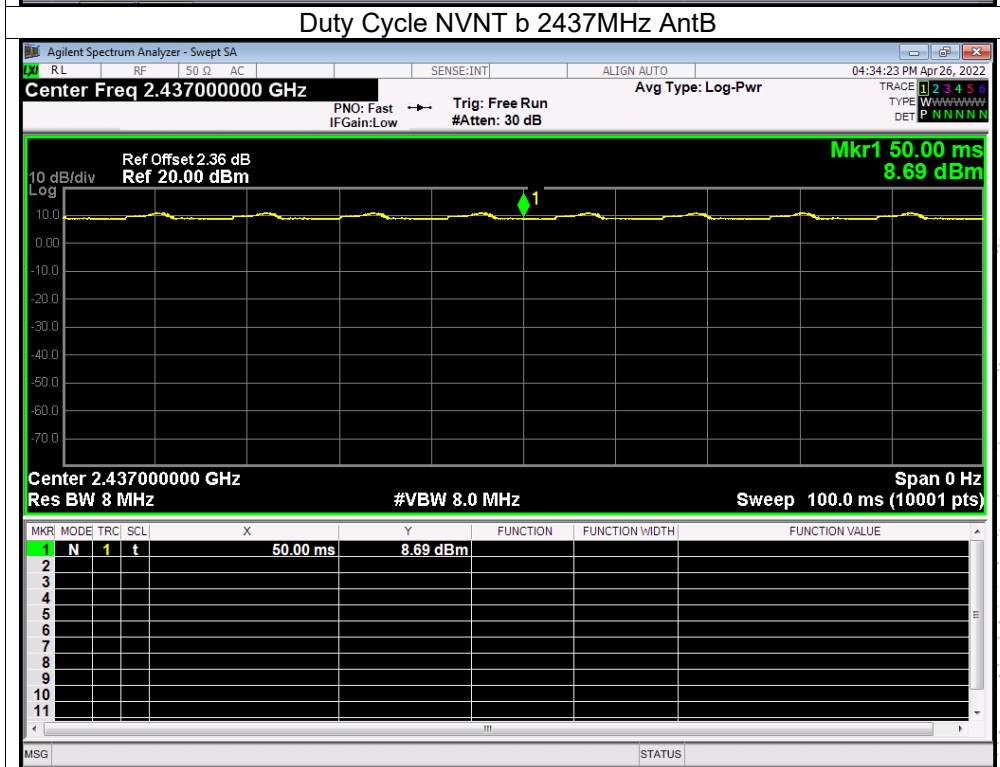 Duty Cycle NVNT b 2437MHz AntB
Agilent Spectrum Analyzer - Swept SA
LXI RL RF 50 Ω AC SENSE:INT ALIGN AUTO 04:34:23 PM Apr 26, 2022
Center Freq 2.437000000 GHz Avg Type: Log-Pwr TRACE 1 2 3 4 5 6
PNO: Fast Trig: Free Run TYPE WWWWWW
IFGain:Low #Atten: 30 dB DET P N N N N N
Mkr1 50.00 ms
8.69 dBm
Ref Offset 2.36 dB
10 dB/div Ref 20.00 dBm
Log
1
10.0
0.00
-10.0
-20.0
-30.0
-40.0
-50.0
-60.0
-70.0
Center 2.437000000 GHz Span 0 Hz
Res BW 8 MHz #VBW 8.0 MHz Sweep 100.0 ms (10001 pts)
MKR MODE TRC SCL X Y FUNCTION FUNCTION WIDTH FUNCTION VALUE
1 N 1 t 50.00 ms 8.69 dBm
2
3
4
5
6
7
8
9
10
11
MSG STATUS